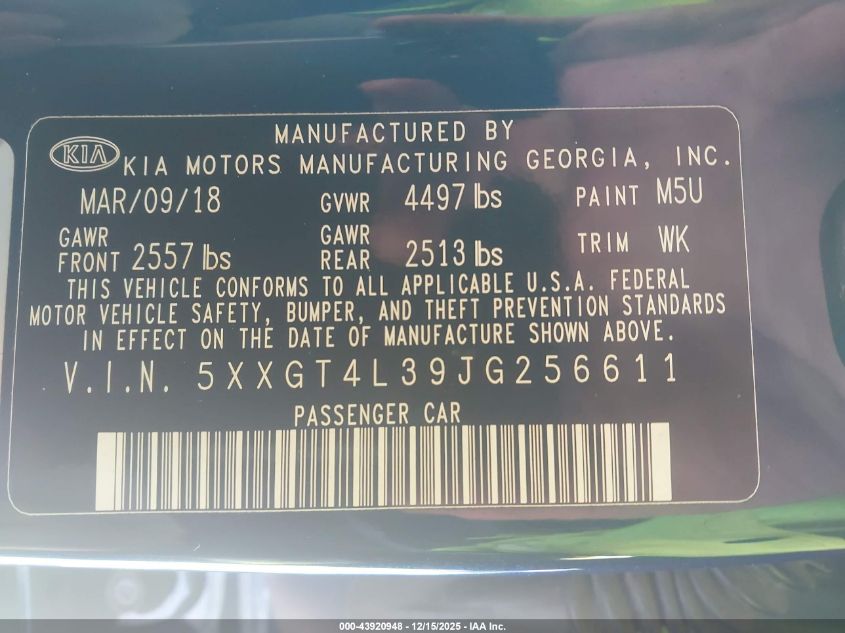 MANUFACTURED BY
KIA KIA MOTORS MANUFACTURING GEORGIA, INC.
MAR/09/18 GVWR 4497 lbs PAINT M5U
GAWR FRONT 2557 lbs GAWR REAR 2513 lbs TRIM WK
THIS VEHICLE CONFORMS TO ALL APPLICABLE U.S.A. FEDERAL
MOTOR VEHICLE SAFETY, BUMPER, AND THEFT PREVENTION STANDARDS
IN EFFECT ON THE DATE OF MANUFACTURE SHOWN ABOVE.
V.I.N. 5XXGT4L39JG256611
PASSENGER CAR
000-43920948 - 12/15/2025 - IAA Inc.